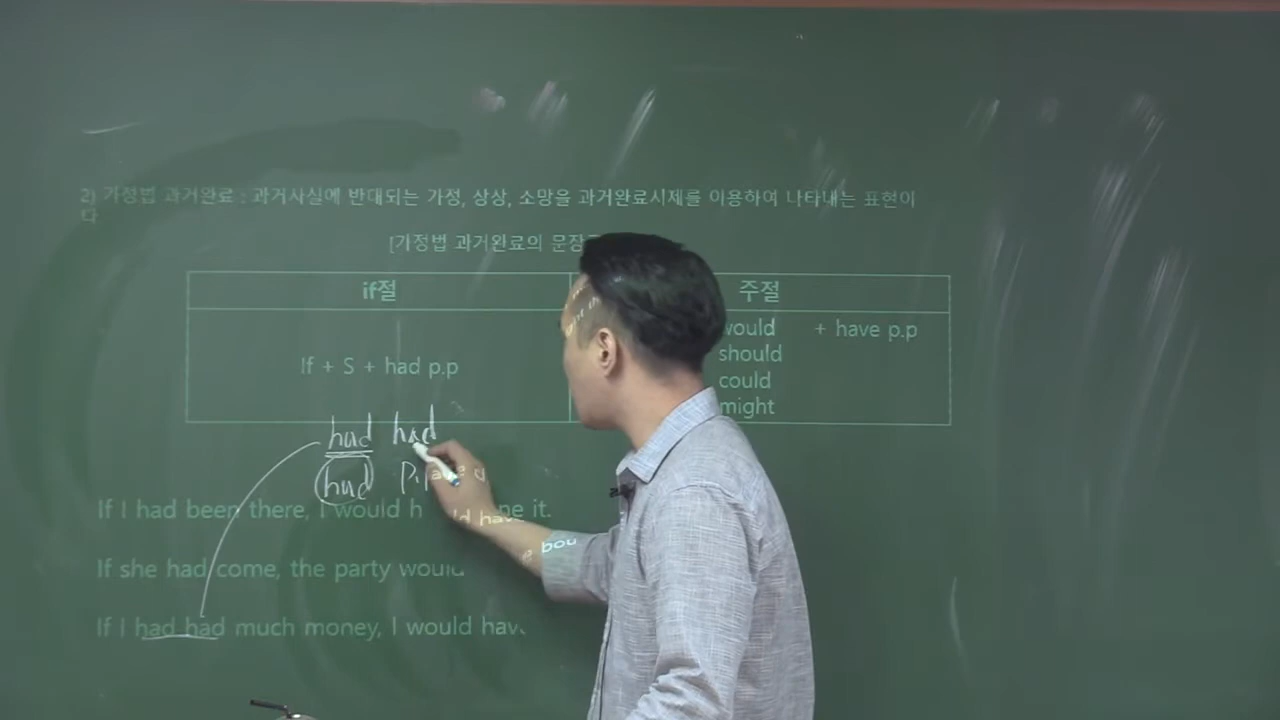 2) 가정법 과거완료 : 과거사실에 반대되는 가정, 상상, 소망을 과거완료시제를 이용하여 나타내는 표현이
다
[가정법 과거완료의
if절 주절
would + have p.p
should
If + S + had p.p
could
might
had had
had p.p
If I had been there, I would it.
If she had come, the party would
If I had had much money, I would have